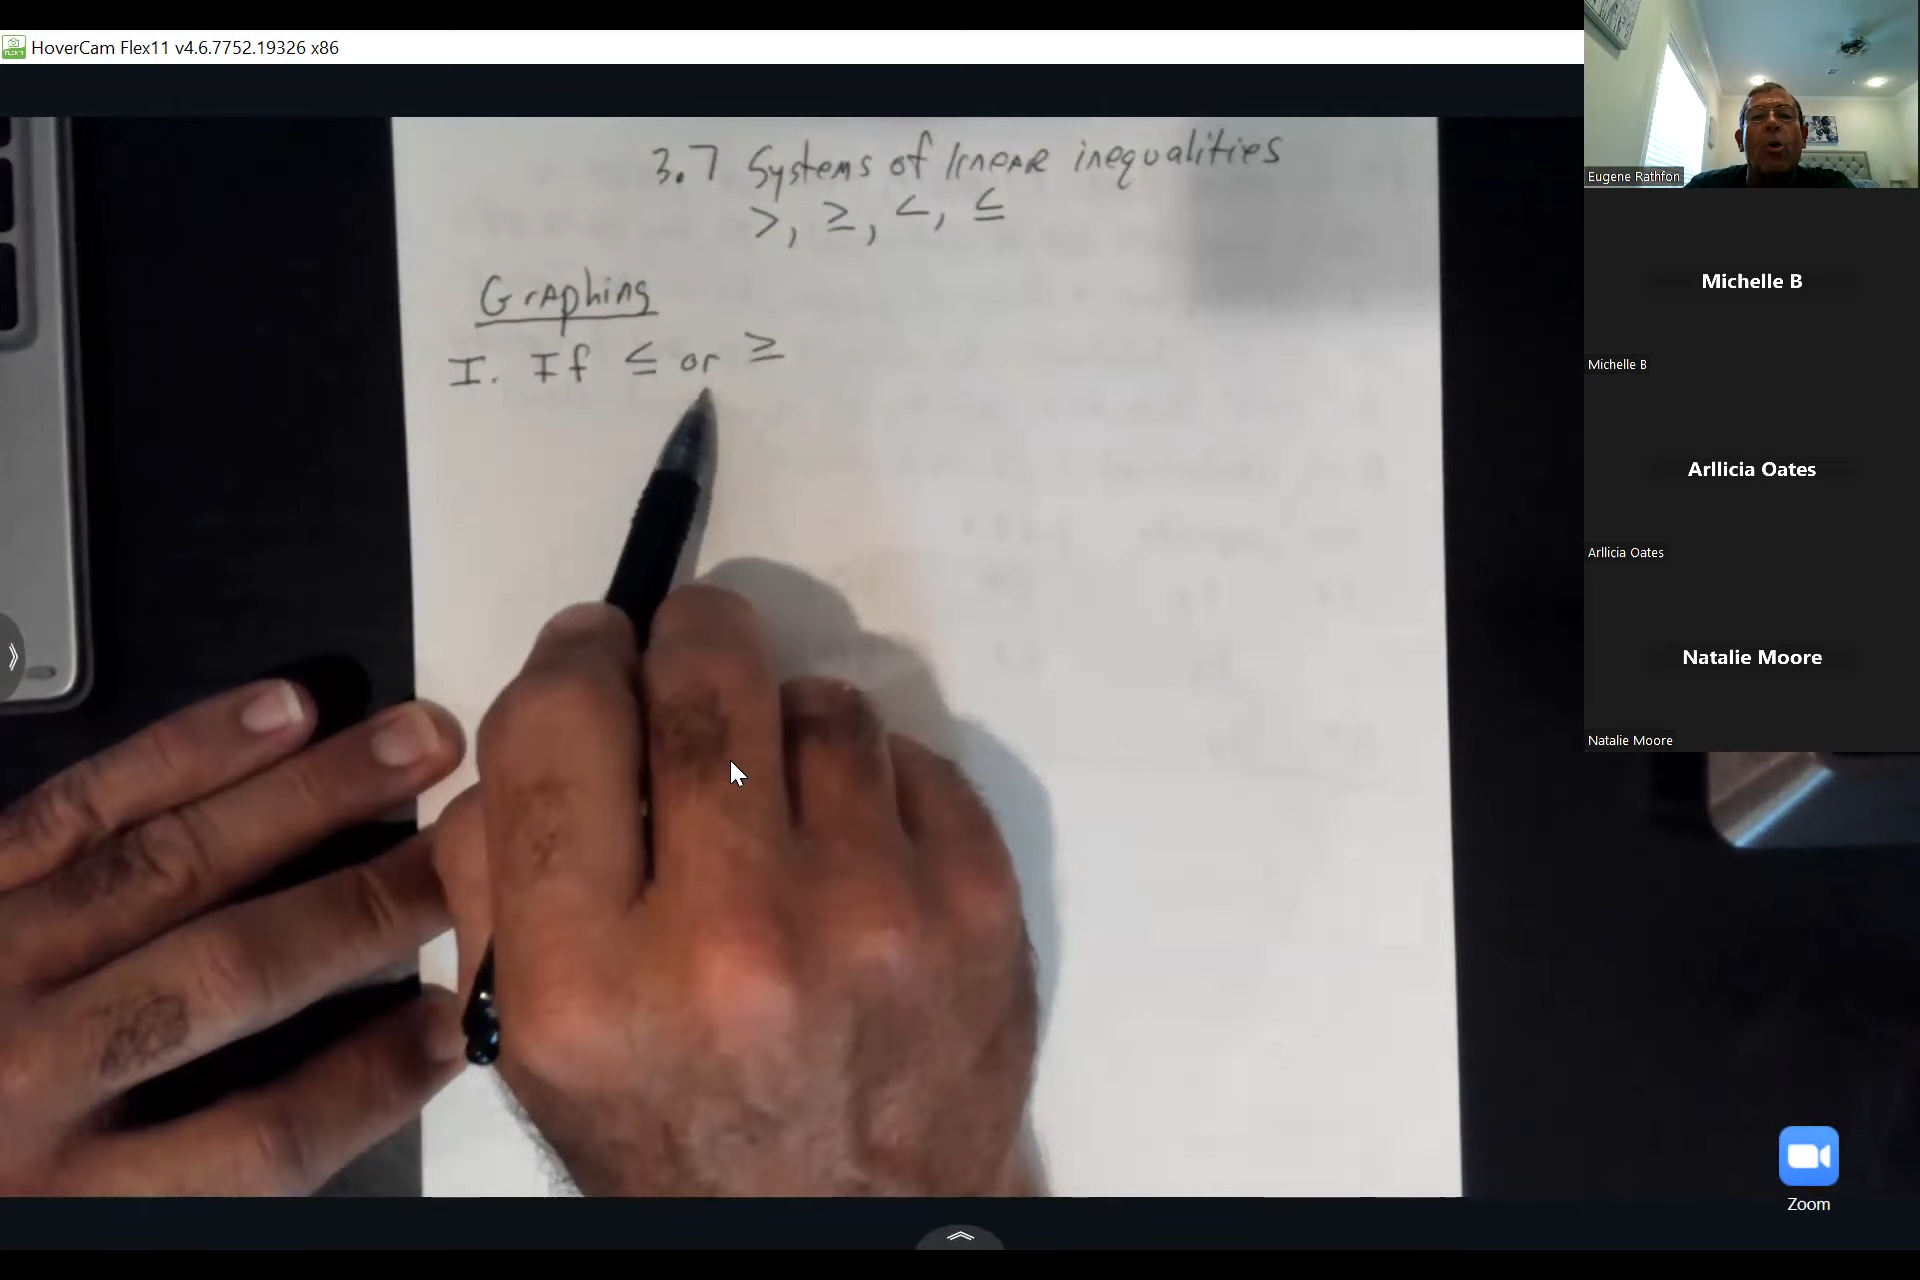 HoverCam Flex11 v4.6.7752.19326 x86
3.7 Systems of linear inequalities
>, ≥, <, ≤
Graphing
I. If ≤ or ≥
Eugene Rathfon
Michelle B
Michelle B
Arllicia Oates
Arllicia Oates
Natalie Moore
Natalie Moore
Zoom